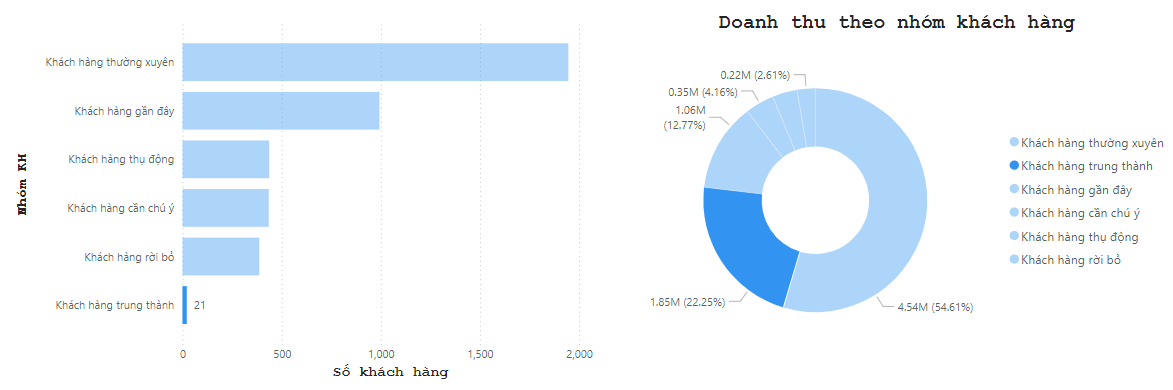 Nhóm KH
Khách hàng thường xuyên
Khách hàng gần đây
Khách hàng thụ động
Khách hàng cần chú ý
Khách hàng rời bỏ
Khách hàng trung thành
21
0
500
1,000
1,500
2,000
Số khách hàng
Doanh thu theo nhóm khách hàng
0.22M (2.61%)
0.35M (4.16%)
1.06M
(12.77%)
1.85M (22.25%)
4.54M (54.61%)
Khách hàng thường xuyên
Khách hàng trung thành
Khách hàng gần đây
Khách hàng cần chú ý
Khách hàng thụ động
Khách hàng rời bỏ